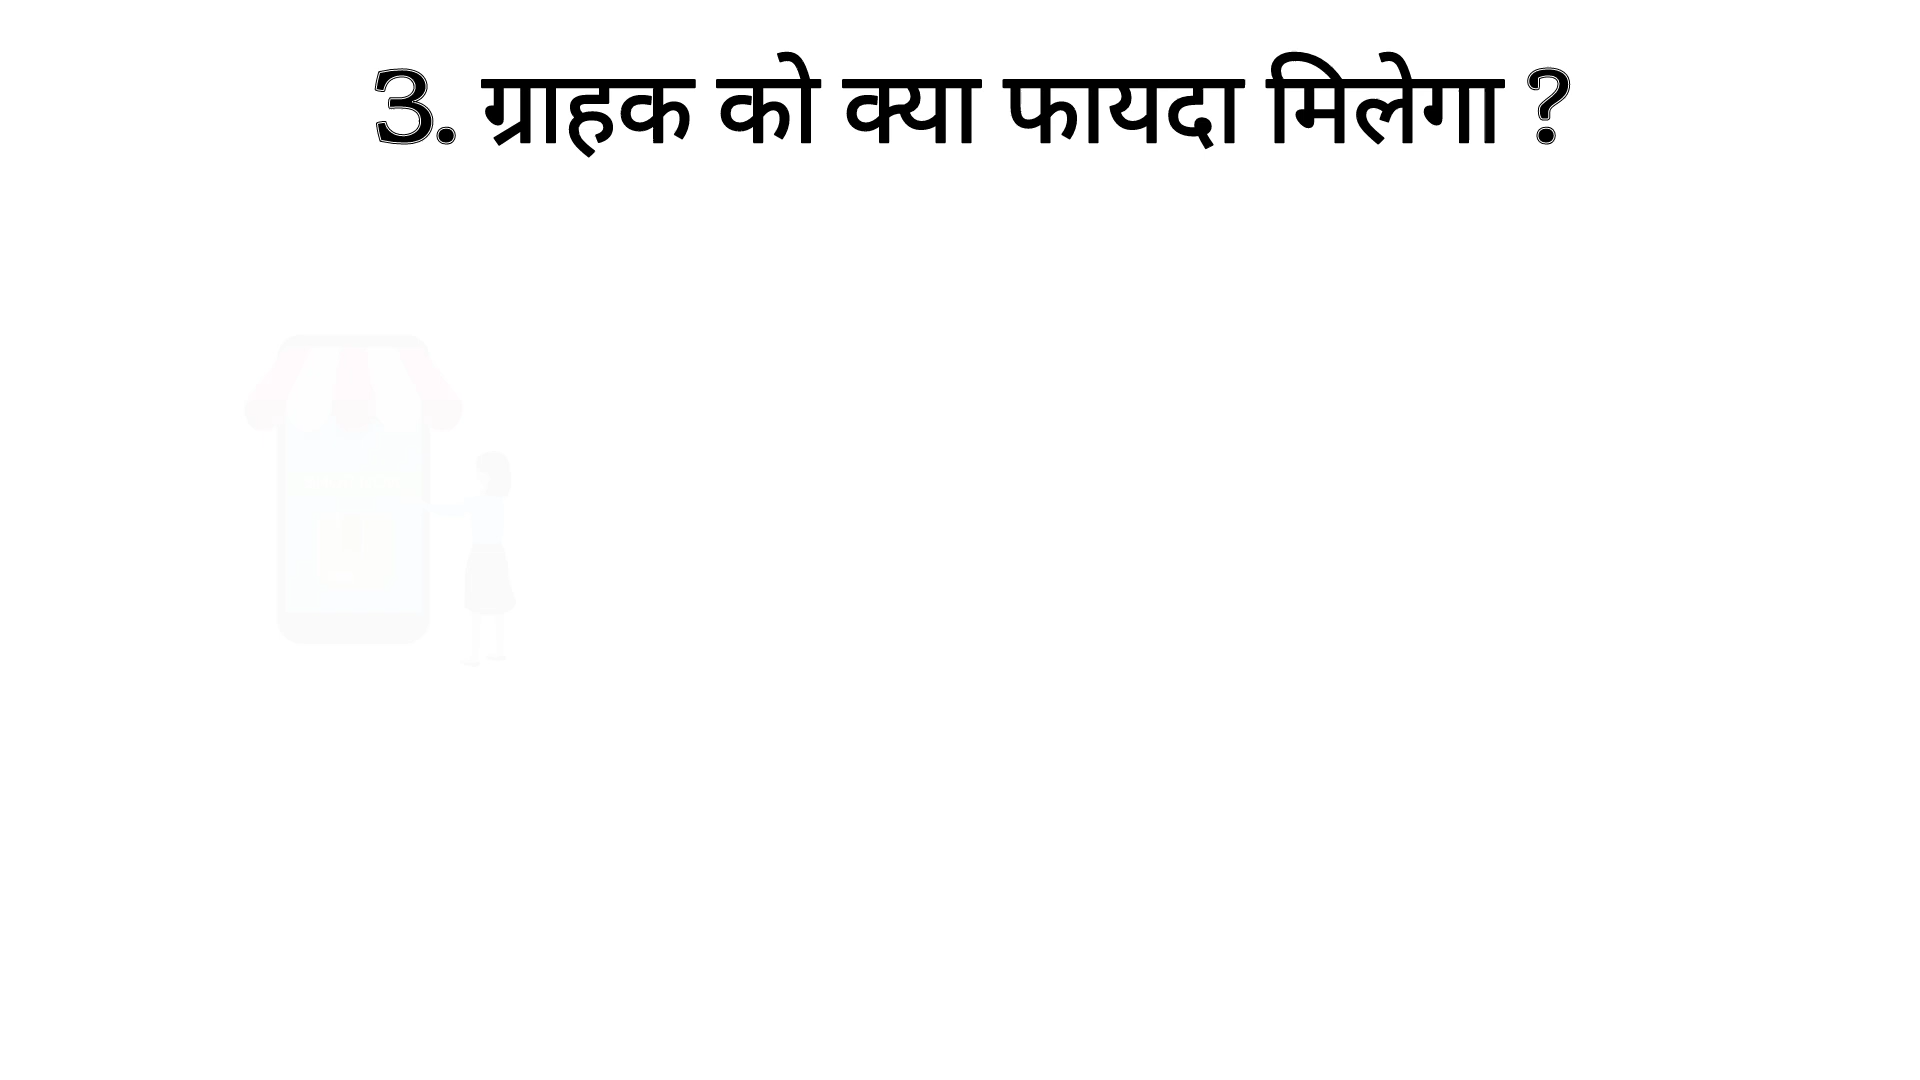 3. ग्राहक को क्या फायदा मिलेगा ?